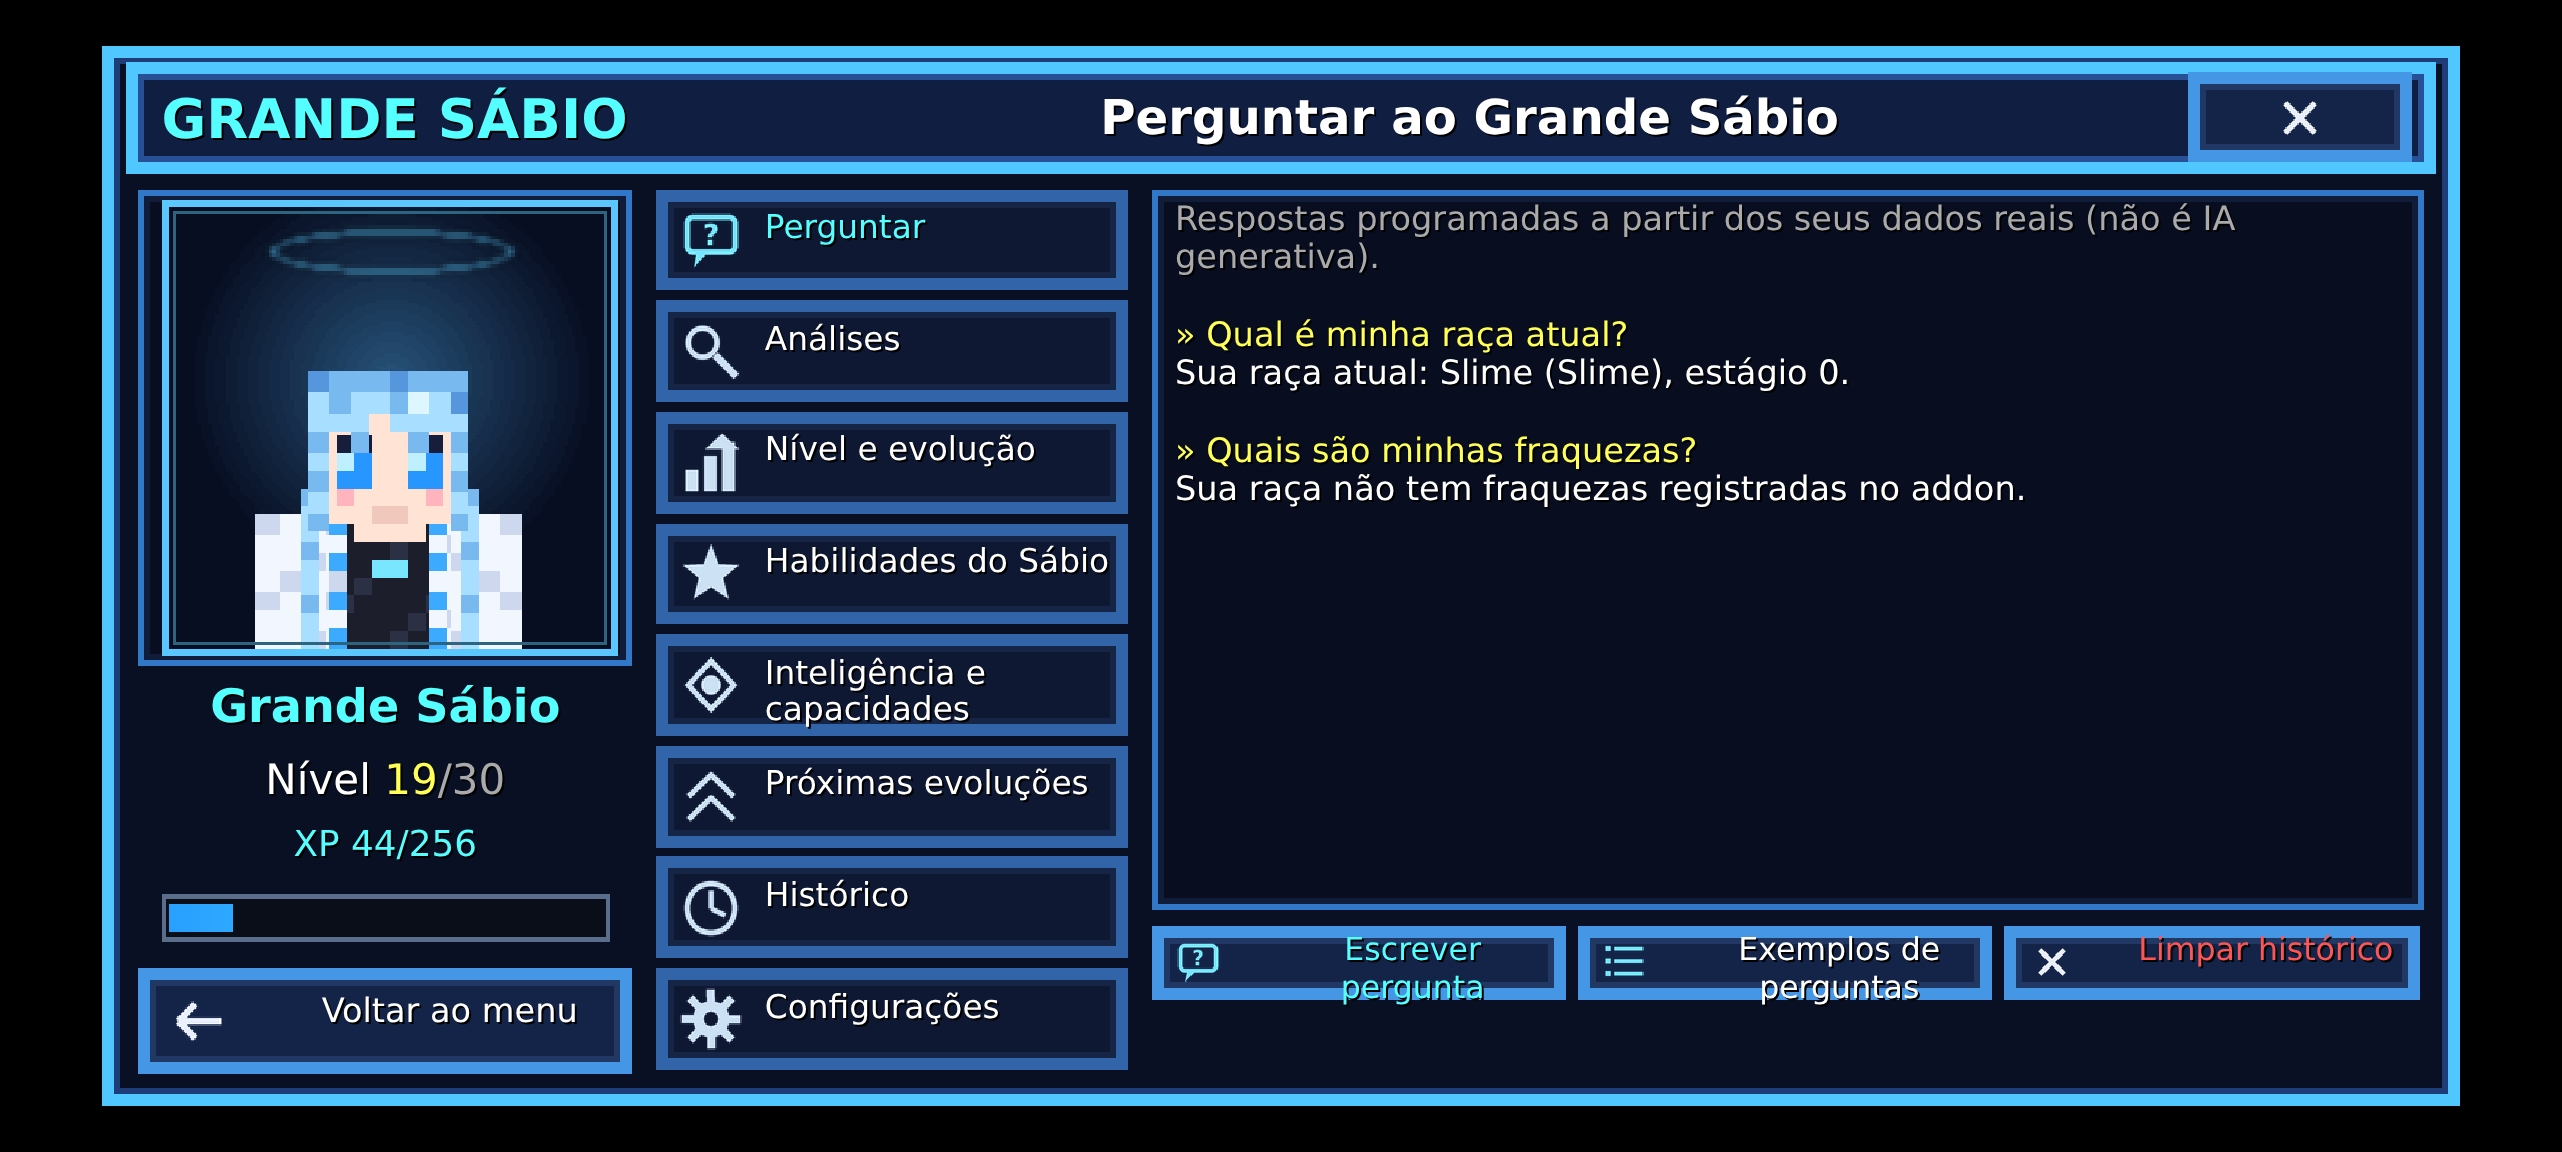 GRANDE SÁBIO
Perguntar ao Grande Sábio
Grande Sábio
Nível 19/30
XP 44/256
Voltar ao menu
Perguntar
Análises
Nível e evolução
Habilidades do Sábio
Inteligência e
capacidades
Próximas evoluções
Histórico
Configurações
Respostas programadas a partir dos seus dados reais (não é IA
generativa).
» Qual é minha raça atual?
Sua raça atual: Slime (Slime), estágio 0.
» Quais são minhas fraquezas?
Sua raça não tem fraquezas registradas no addon.
Escrever
pergunta
Exemplos de
perguntas
Limpar histórico